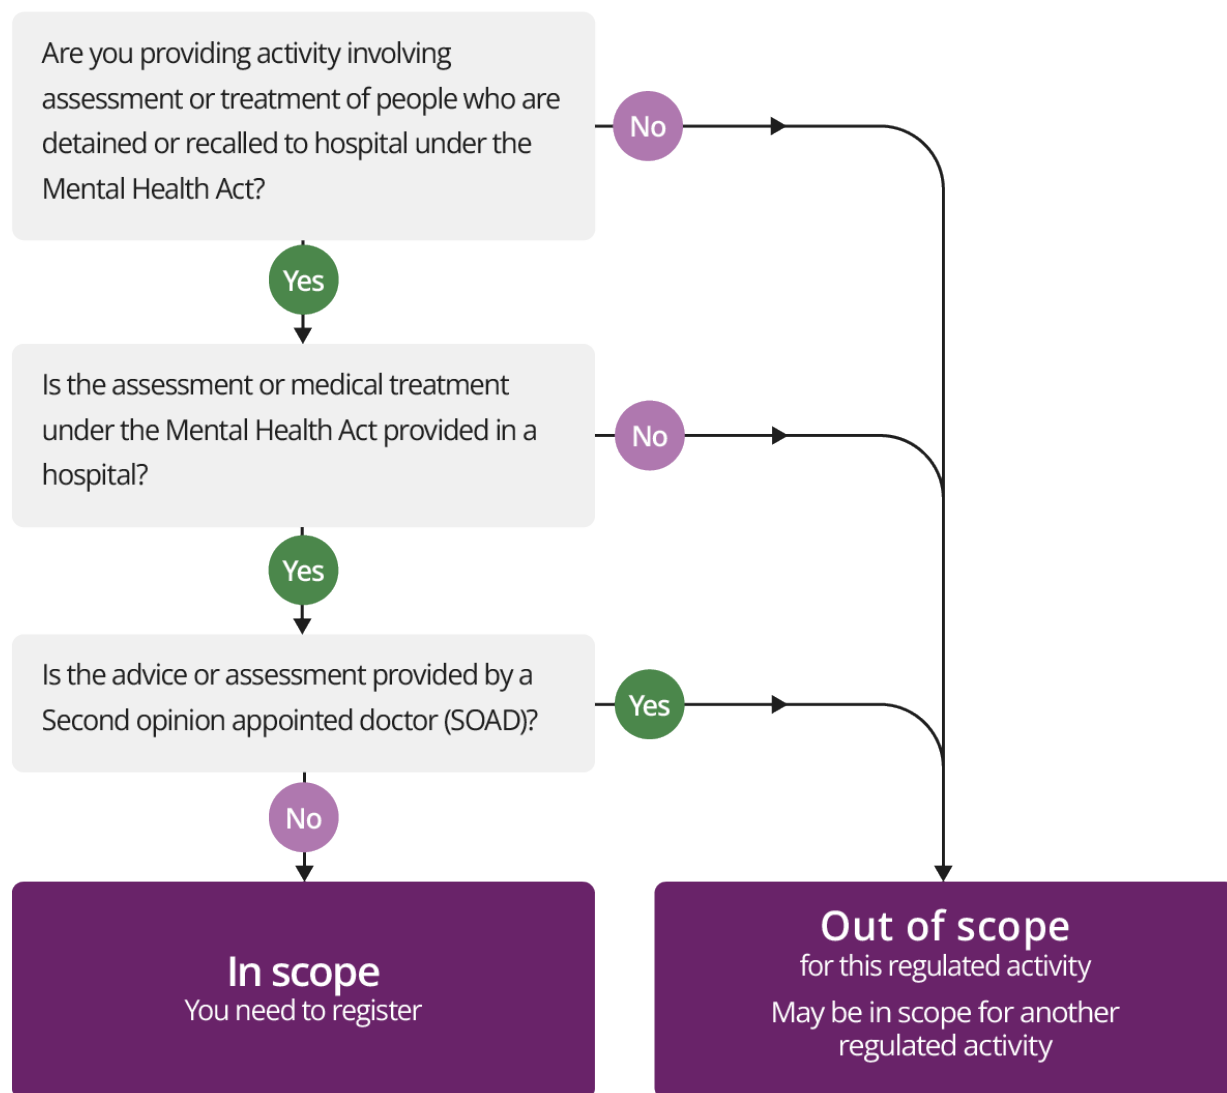 Are you providing activity involving
assessment or treatment of people who are
detained or recalled to hospital under the
Mental Health Act?
No
Yes
Is the assessment or medical treatment
under the Mental Health Act provided in a
hospital?
No
Yes
Is the advice or assessment provided by a
Second opinion appointed doctor (SOAD)?
Yes
No
In scope
You need to register
Out of scope
for this regulated activity
May be in scope for another
regulated activity